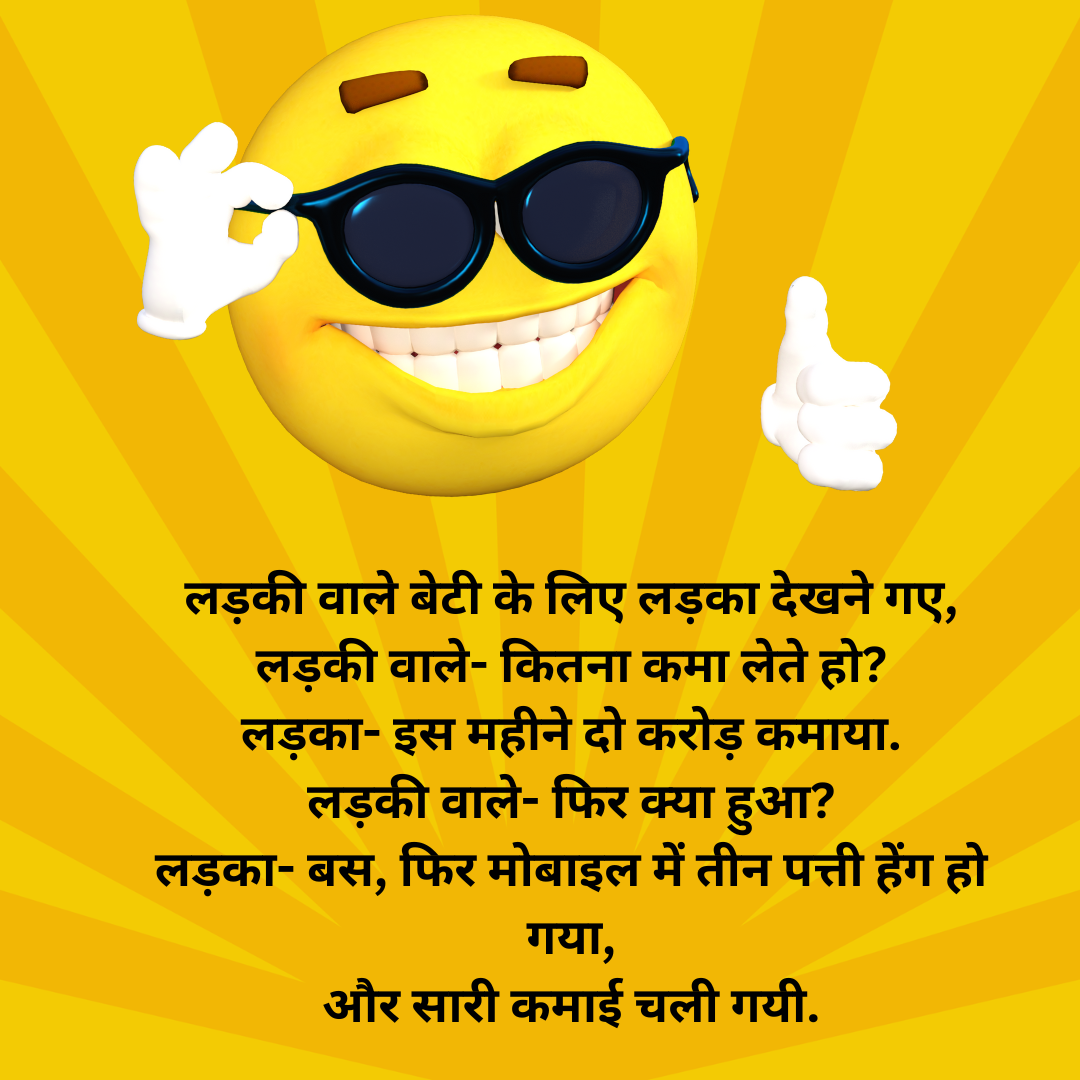 लड़की वाले बेटी के लिए लड़का देखने गए,
लड़की वाले- कितना कमा लेते हो?
लड़का- इस महीने दो करोड़ कमाया.
लड़की वाले- फिर क्या हुआ?
लड़का- बस, फिर मोबाइल में तीन पत्ती हेंग हो
गया,
और सारी कमाई चली गयी.